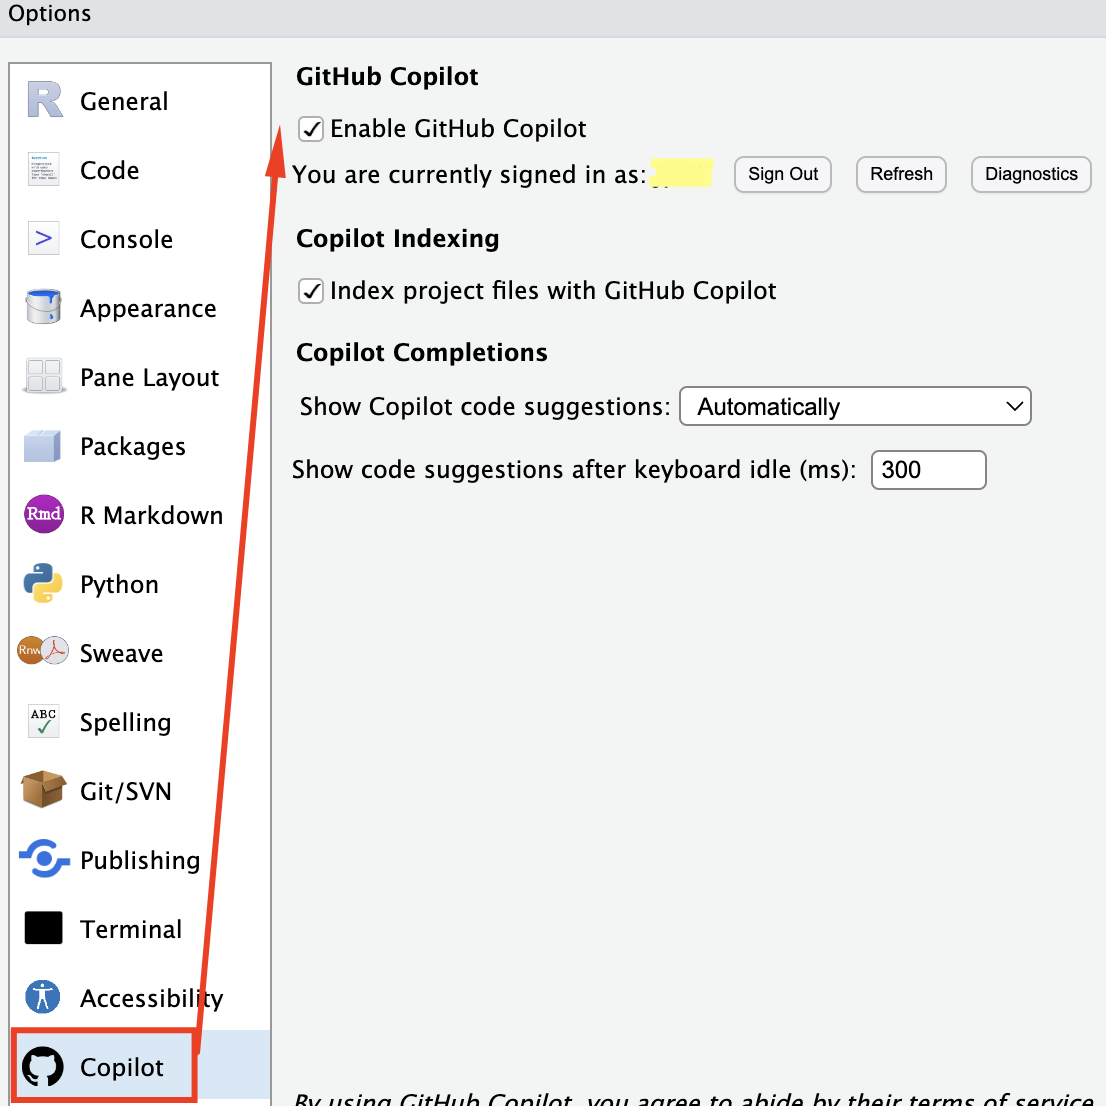 Options
General
Code
Console
Appearance
Pane Layout
Packages
Rmd R Markdown
Python
Rnw Sweave
ABC Spelling
Git/SVN
Publishing
Terminal
Accessibility
Copilot
GitHub Copilot
Enable GitHub Copilot
You are currently signed in as: Sign Out Refresh Diagnostics
Copilot Indexing
Index project files with GitHub Copilot
Copilot Completions
Show Copilot code suggestions: Automatically
Show code suggestions after keyboard idle (ms): 300
By using GitHub Copilot, you agree to abide by their terms of service